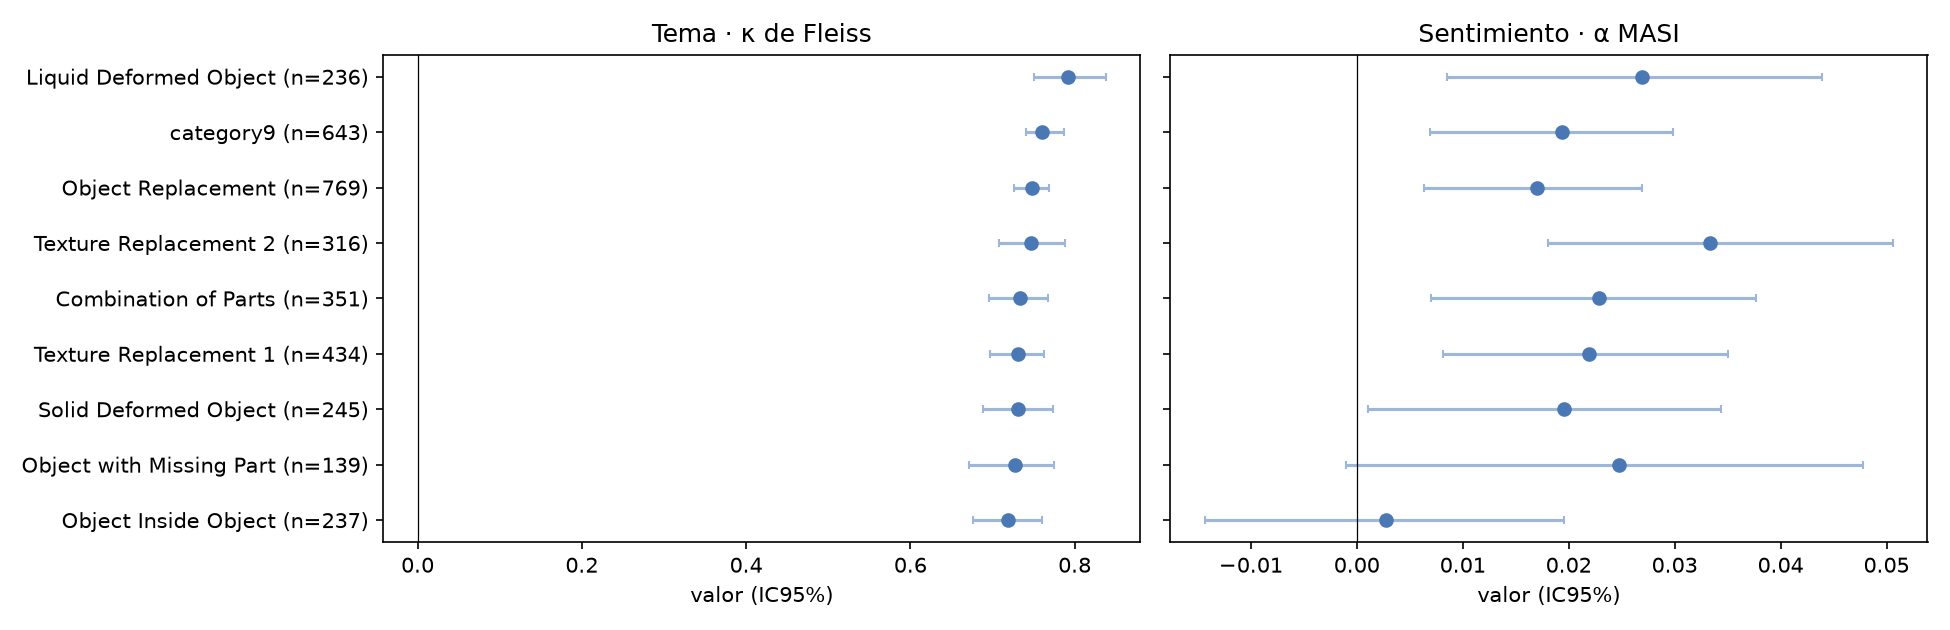 Tema · κ de Fleiss
Sentimiento · α MASI
Liquid Deformed Object (n=236)
category9 (n=643)
Object Replacement (n=769)
Texture Replacement 2 (n=316)
Combination of Parts (n=351)
Texture Replacement 1 (n=434)
Solid Deformed Object (n=245)
Object with Missing Part (n=139)
Object Inside Object (n=237)
0.0 0.2 0.4 0.6 0.8
valor (IC95%)
−0.01 0.00 0.01 0.02 0.03 0.04 0.05
valor (IC95%)